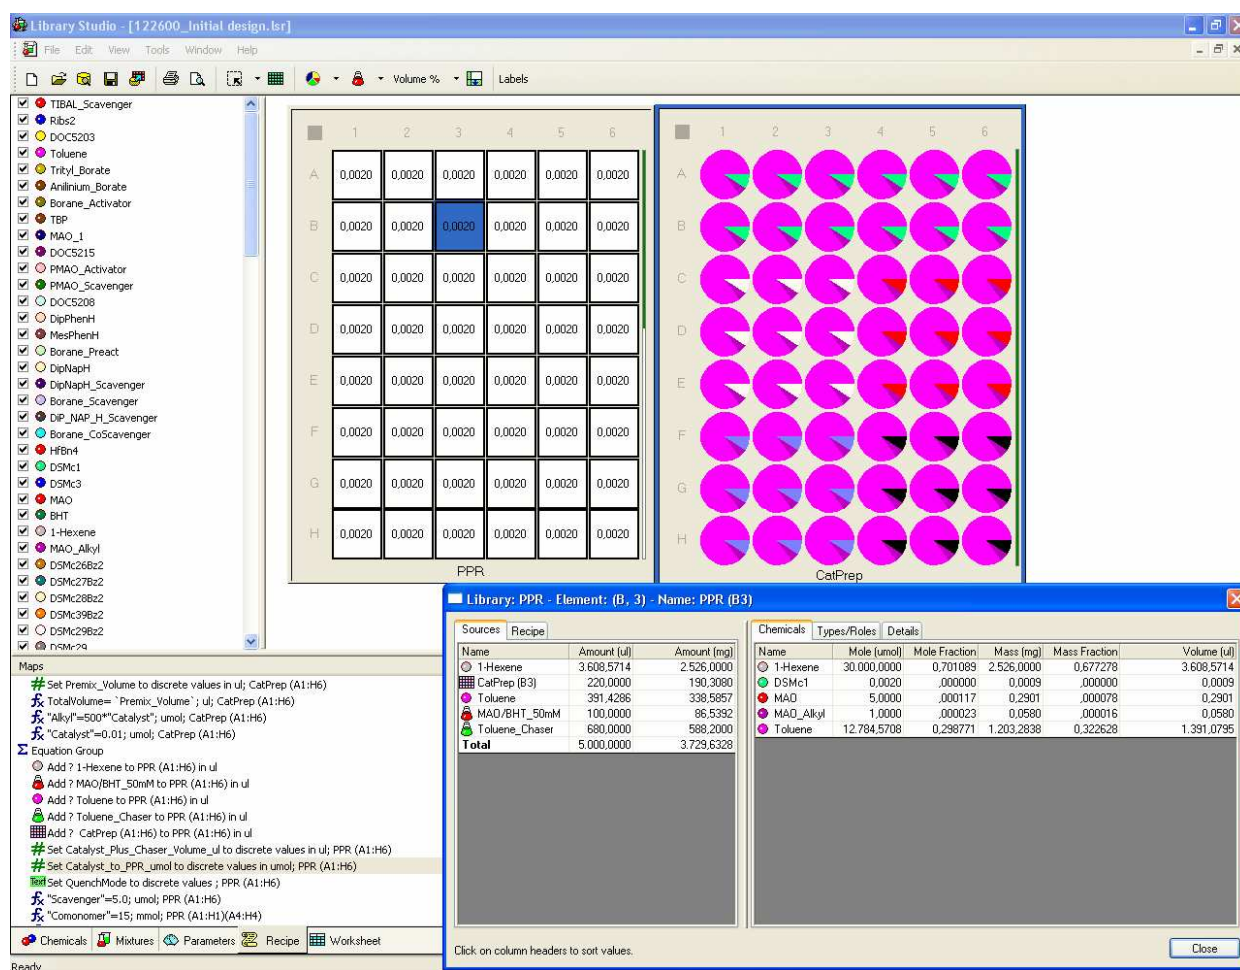 Library Studio - [122600_Initial design.lsr]
File Edit View Tools Window Help
Volume % Labels
TIBAL_Scavenger
Ribs2
DOC5203
Toluene
Trityl_Borate
Anilinium_Borate
Borane_Activator
TBP
MAO_1
DOC5215
PMAO_Activator
PMAO_Scavenger
DOC5208
DipPhenH
MesPhenH
Borane_Preact
DipNapH
DipNapH_Scavenger
Borane_Scavenger
DiP_NAP_H_Scavenger
Borane_CoScavenger
HfBn4
DSMc1
DSMc3
MAO
BHT
1-Hexene
MAO_Alkyl
DSMc26Bz2
DSMc27Bz2
DSMc28Bz2
DSMc39Bz2
DSMc29Bz2
DSMc29
1 2 3 4 5 6
A 0,0020 0,0020 0,0020 0,0020 0,0020 0,0020
B 0,0020 0,0020 0,0020 0,0020 0,0020 0,0020
C 0,0020 0,0020 0,0020 0,0020 0,0020 0,0020
D 0,0020 0,0020 0,0020 0,0020 0,0020 0,0020
E 0,0020 0,0020 0,0020 0,0020 0,0020 0,0020
F 0,0020 0,0020 0,0020 0,0020 0,0020 0,0020
G 0,0020 0,0020 0,0020 0,0020 0,0020 0,0020
H 0,0020 0,0020 0,0020 0,0020 0,0020 0,0020
PPR
1 2 3 4 5 6
A
B
C
D
E
F
G
H
CatPrep
Maps
Set Premix_Volume to discrete values in ul; CatPrep (A1:H6)
TotalVolume= `Premix_Volume`; ul; CatPrep (A1:H6)
"Alkyl"=500*"Catalyst"; umol; CatPrep (A1:H6)
"Catalyst"=0.01; umol; CatPrep (A1:H6)
Equation Group
Add ? 1-Hexene to PPR (A1:H6) in ul
Add ? MAO/BHT_50mM to PPR (A1:H6) in ul
Add ? Toluene to PPR (A1:H6) in ul
Add ? Toluene_Chaser to PPR (A1:H6) in ul
Add ? CatPrep (A1:H6) to PPR (A1:H6) in ul
Set Catalyst_Plus_Chaser_Volume_ul to discrete values in ul; PPR (A1:H6)
Set Catalyst_to_PPR_umol to discrete values in umol; PPR (A1:H6)
Text Set QuenchMode to discrete values ; PPR (A1:H6)
"Scavenger"=5.0; umol; PPR (A1:H6)
"Comonomer"=15; mmol; PPR (A1:H1)(A4:H4)
Chemicals Mixtures Parameters Recipe Worksheet
Ready
Library: PPR - Element: (B, 3) - Name: PPR (B3)
Sources Recipe
Name Amount (ul) Amount (mg)
1-Hexene 3.608,5714 2.526,0000
CatPrep (B3) 220,0000 190,3080
Toluene 391,4286 338,5857
MAO/BHT_50mM 100,0000 86,5392
Toluene_Chaser 680,0000 588,2000
Total 5.000,0000 3.729,6328
Chemicals Types/Roles Details
Name Mole (umol) Mole Fraction Mass (mg) Mass Fraction Volume (ul)
1-Hexene 30.000,0000 0,701089 2.526,0000 0,677278 3.608,5714
DSMc1 0,0020 ,000000 0,0009 ,000000 0,0009
MAO 5,0000 ,000117 0,2901 ,000078 0,2901
MAO_Alkyl 1,0000 ,000023 0,0580 ,000016 0,0580
Toluene 12.784,5708 0,298771 1.203,2838 0,322628 1.391,0795
Click on column headers to sort values.
Close